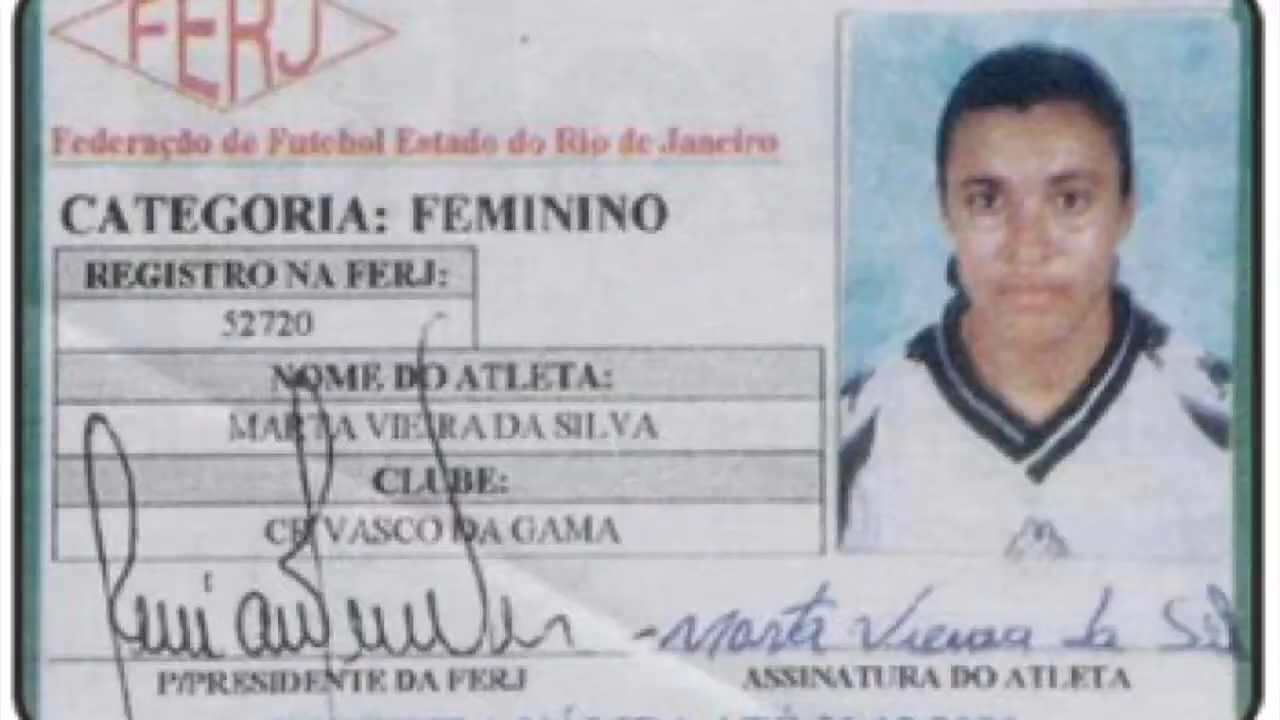 FERJ
Federação de Futebol Estado do Rio de Janeiro
CATEGORIA: FEMININO
REGISTRO NA FERJ:
52720
NOME DO ATLETA:
MARTA VIEIRA DA SILVA
CLUBE:
CR VASCO DA GAMA
Marta Vieira da Sil
P/PRESIDENTE DA FERJ
ASSINATURA DO ATLETA